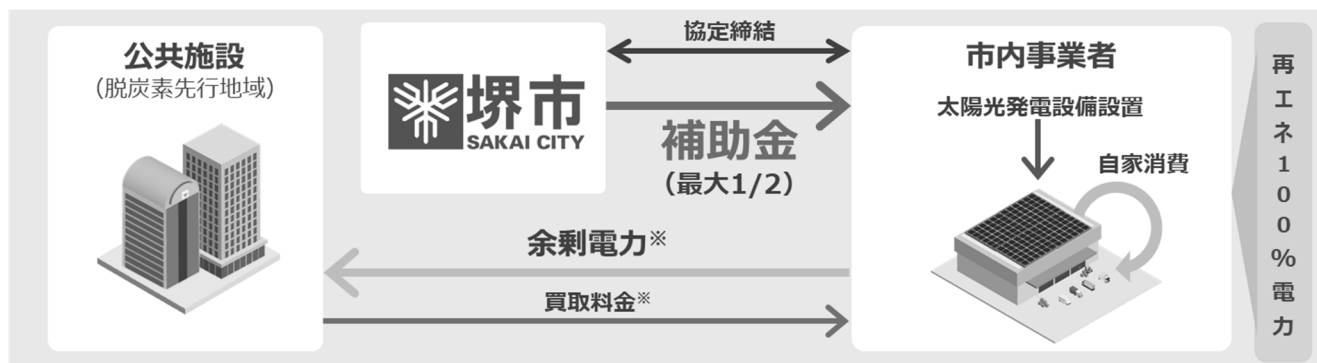 公共施設
(脱炭素先行地域)
堺市
SAKAI CITY
協定締結
補助金
(最大1/2)
余剰電力※
買取料金※
市内事業者
太陽光発電設備設置
自家消費
再エネ100%電力